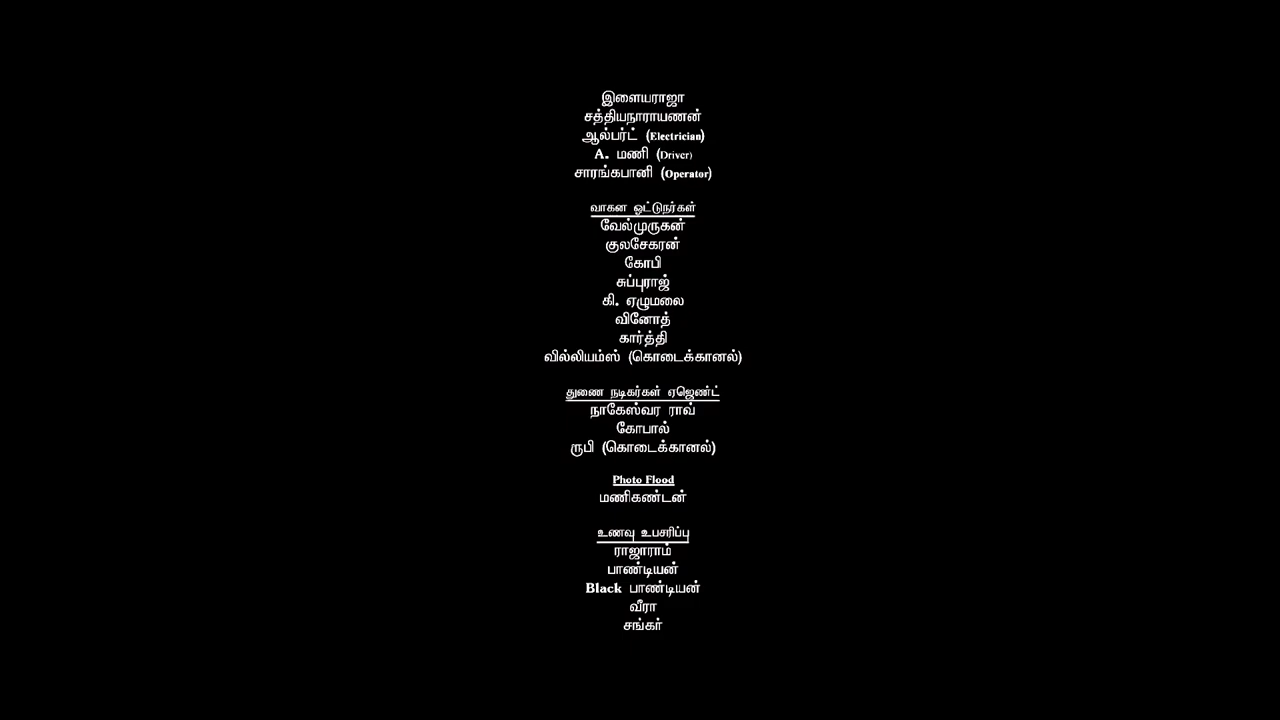 இளையராஜா
சத்தியநாராயணன்
ஆல்பர்ட் (Electrician)
A. மணி (Driver)
சாரங்கபானி (Operator)
வாகன ஓட்டுநர்கள்
வேல்முருகன்
குலசேகரன்
கோபி
சுப்புராஜ்
கி. ஏழுமலை
வினோத்
கார்த்தி
வில்லியம்ஸ் (கொடைக்கானல்)
துணை நடிகர்கள் ஏஜெண்ட்
நாகேஸ்வர ராவ்
கோபால்
ரூபி (கொடைக்கானல்)
Photo Flood
மணிகண்டன்
உணவு உபசரிப்பு
ராஜாராம்
பாண்டியன்
Black பாண்டியன்
வீரா
சங்கர்